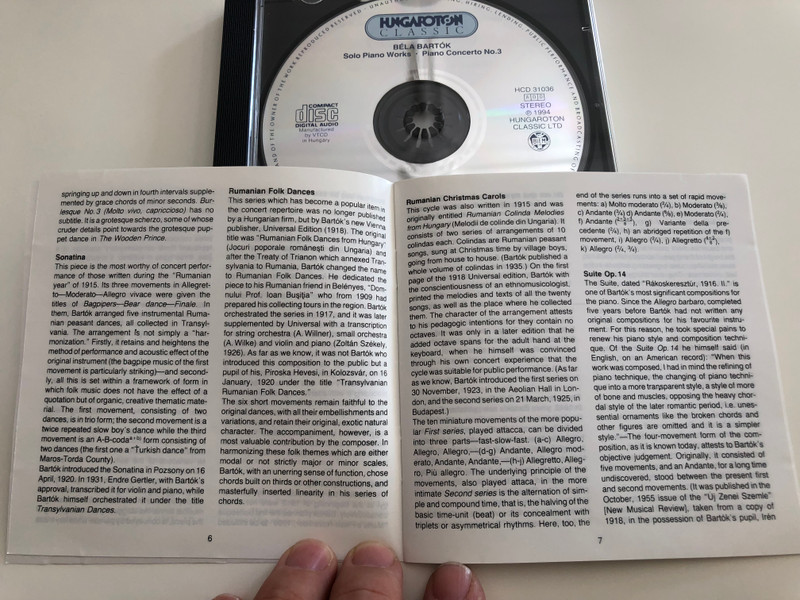 HUNGAROTON
CLASSIC
BÉLA BARTÓK
Solo Piano Works · Piano Concerto No.3
COMPACT
disc
DIGITAL AUDIO
Manufactured
by VTCD
in Hungary
HCD 31036
DDD
STEREO
℗ 1994
HUNGAROTON
CLASSIC LTD
springing up and down in fourth intervals supple-
mented by grace chords of minor seconds. Bur-
lesque No.3 (Molto vivo, capriccioso) has no
subtitle. It is a grotesque scherzo, some of whose
cruder details point towards the grotesque pup-
pet dance in The Wooden Prince.
Sonatina
This piece is the most worthy of concert perfor-
mance of those written during the "Rumanian
year" of 1915. Its three movements in Allegret-
to—Moderato—Allegro vivace were given the
titles of Bagpipers—Bear dance—Finale. In
them, Bartók arranged five instrumental Ruma-
nian peasant dances, all collected in Transyl-
vania. The arrangement is not simply a "har-
monization." Firstly, it retains and heightens the
method of performance and acoustic effect of the
original instrument (the bagpipe music of the first
movement is particularly striking)—and second-
ly, all this is set within a framework of form in
which folk music does not have the effect of a
quotation but of organic, creative thematic mate-
rial. The first movement, consisting of two
dances, is in trio form; the second movement is a
twice repeated slow boy's dance while the third
movement is an A-B-coda form consisting of
two dances (the first one a "Turkish dance" from
Maros-Torda County).
Bartók introduced the Sonatina in Pozsony on 16
April, 1920. In 1931, Endre Gertler, with Bartók's
approval, transcribed it for violin and piano, while
Bartók himself orchestrated it under the title
Transylvanian Dances.
6
Rumanian Folk Dances
This series which has become a popular item in
the concert repertoire was no longer published
by a Hungarian firm, but by Bartók's new Vienna
publisher, Universal Edition (1918). The original
title was "Rumanian Folk Dances from Hungary"
(Jocuri poporale românești din Ungaria) and
after the Treaty of Trianon which annexed Tran-
sylvania to Rumania, Bartók changed the name
to Rumanian Folk Dances. He dedicated the
piece to his Rumanian friend in Belényes, "Dom-
nului Prof. Ioan Bușiția" who from 1909 had
prepared his collecting tours in the region. Bartók
orchestrated the series in 1917, and it was later
supplemented by Universal with a transcription
for string orchestra (A. Willner), small orchestra
(A. Wilke) and violin and piano (Zoltán Székely,
1926). As far as we know, it was not Bartók who
introduced this composition to the public but a
pupil of his, Piroska Hevesi, in Kolozsvár, on 16
January, 1920 under the title "Transylvanian
Rumanian Folk Dances."
The six short movements remain faithful to the
original dances, with all their embellishments and
variations, and retain their original, exotic natural
character. The accompaniment, however, is a
most valuable contribution by the composer. In
harmonizing these folk themes which are either
modal or not strictly major or minor scales,
Bartók, with an unerring sense of function, chose
chords built on thirds or other constructions, and
masterfully inserted linearity in his series of
chords.
Rumanian Christmas Carols
This cycle was also written in 1915 and was
originally entitled Rumanian Colinda Melodies
from Hungary (Melodii de colinde din Ungaria). It
consists of two series of arrangements of 10
colindas each. Colindas are Rumanian peasant
songs, sung at Christmas time by village boys,
going from house to house. (Bartók published a
whole volume of colindas in 1935.) On the first
page of the 1918 Universal edition, Bartók with
the conscientiousness of an ethnomusicologist,
printed the melodies and texts of all the twenty
songs, as well as the place where he collected
them. The character of the arrangement attests
to his pedagogic intentions for they contain no
octaves. It was only in a later edition that he
added octave spans for the adult hand at the
keyboard, when he himself was convinced
through his own concert experience that the
cycle was suitable for public performance. (As far
as we know, Bartók introduced the first series on
30 November, 1923, in the Aeolian Hall in Lon-
don, and the second series on 21 March, 1925, in
Budapest.)
The ten miniature movements of the more popu-
lar First series, played attacca, can be divided
into three parts—fast-slow-fast. (a-c) Allegro,
Allegro, Allegro,—(d-g) Andante, Allegro mod-
erato, Andante, Andante,—(h-j) Allegretto, Alleg-
ro, Più allegro. The underlying principle of the
movements, also played attaca, in the more
intimate Second series is the alternation of sim-
ple and compound time, that is, the halving of the
basic time-unit (beat) or its concealment with
triplets or asymmetrical rhythms. Here, too, the
7
end of the series runs into a set of rapid move-
ments: a) Molto moderato, b) Moderato,
c) Andante d) Andante, e) Moderato,
f) Andante, g) Variante della pre-
cedente, h) an abridged repetition of the f)
movement, i) Allegro, j) Allegretto,
k) Allegro
Suite Op.14
The Suite, dated "Rákoskeresztúr, 1916. II." is
one of Bartók's most significant compositions for
the piano. Since the Allegro barbaro, completed
five years before Bartók had not written any
original compositions for his favourite instru-
ment. For this reason, he took special pains to
renew his piano style and composition techni-
que. Of the Suite Op.14 he himself said (in
English, on an American record): "When this
work was composed, I had in mind the refining of
piano technique, the changing of piano techni-
que into a more transparent style, a style of more
of bone and muscles, opposing the heavy chor-
dal style of the later romantic period, i.e. unes-
sential ornaments like the broken chords and
other figures are omitted and it is a simpler
style."—The four-movement form of the com-
position, as it is known today, attests to Bartók's
objective judgement. Originally, it consisted of
five movements, and an Andante, for a long time
undiscovered, stood between the present first
and second movements. (It was published in the
October, 1955 issue of the "Új Zenei Szemle"
[New Musical Review], taken from a copy of
1918, in the possession of Bartók's pupil, Irén